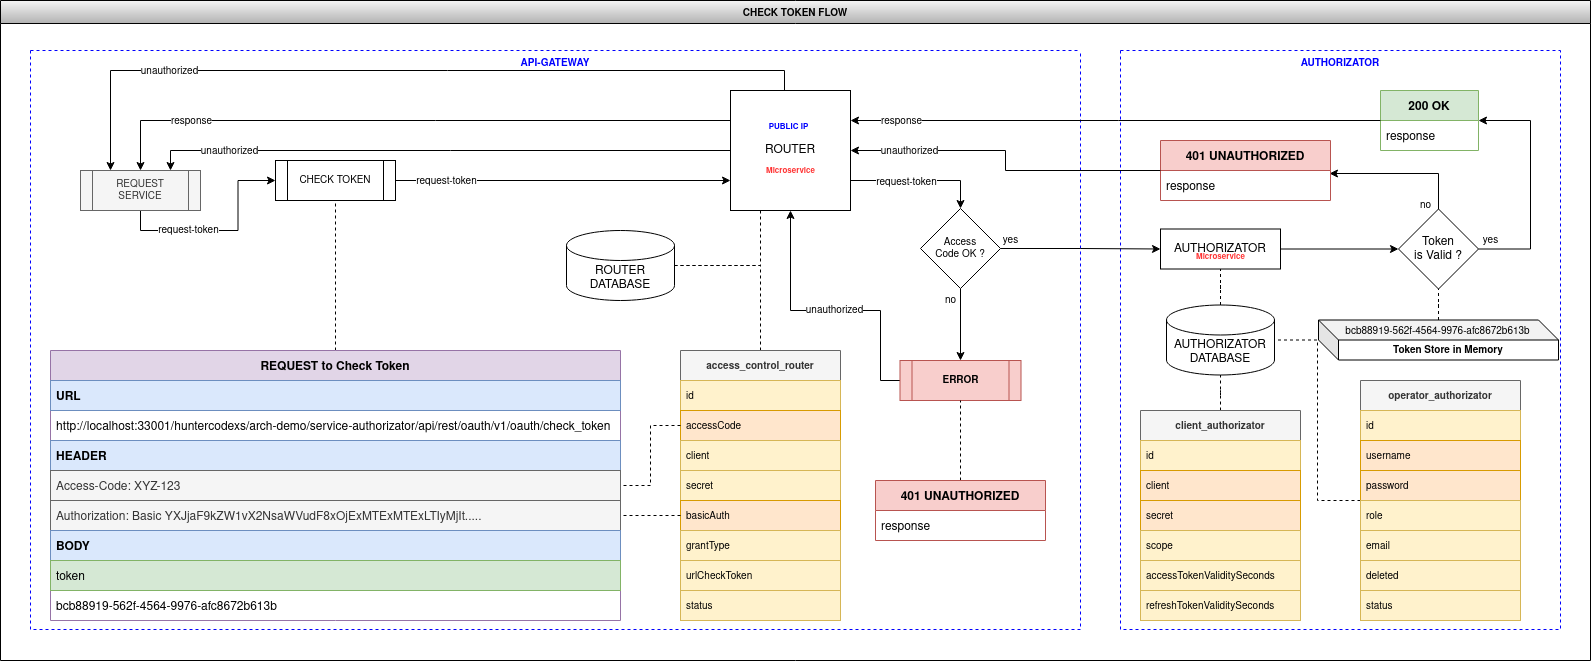 CHECK TOKEN FLOW
API-GATEWAY
unauthorized
response
unauthorized
REQUEST
SERVICE
request-token
CHECK TOKEN
request-token
PUBLIC IP
ROUTER
Microservice
response
unauthorized
request-token
ROUTER
DATABASE
Access
Code OK ?
yes
no
unauthorized
ERROR
401 UNAUTHORIZED
response
REQUEST to Check Token
URL
http://localhost:33001/huntercodexs/arch-demo/service-authorizator/api/rest/oauth/v1/oauth/check_token
HEADER
Access-Code: XYZ-123
Authorization: Basic YXJjaF9kZW1vX2NsaWVudF8xOjExMTExMTExLTlyMjIt.....
BODY
token
bcb88919-562f-4564-9976-afc8672b613b
access_control_router
id
accessCode
client
secret
basicAuth
grantType
urlCheckToken
status
AUTHORIZATOR
200 OK
response
401 UNAUTHORIZED
response
no
AUTHORIZATOR
Microservice
Token
is Valid ?
yes
AUTHORIZATOR
DATABASE
bcb88919-562f-4564-9976-afc8672b613b
Token Store in Memory
client_authorizator
id
client
secret
scope
accessTokenValiditySeconds
refreshTokenValiditySeconds
operator_authorizator
id
username
password
role
email
deleted
status